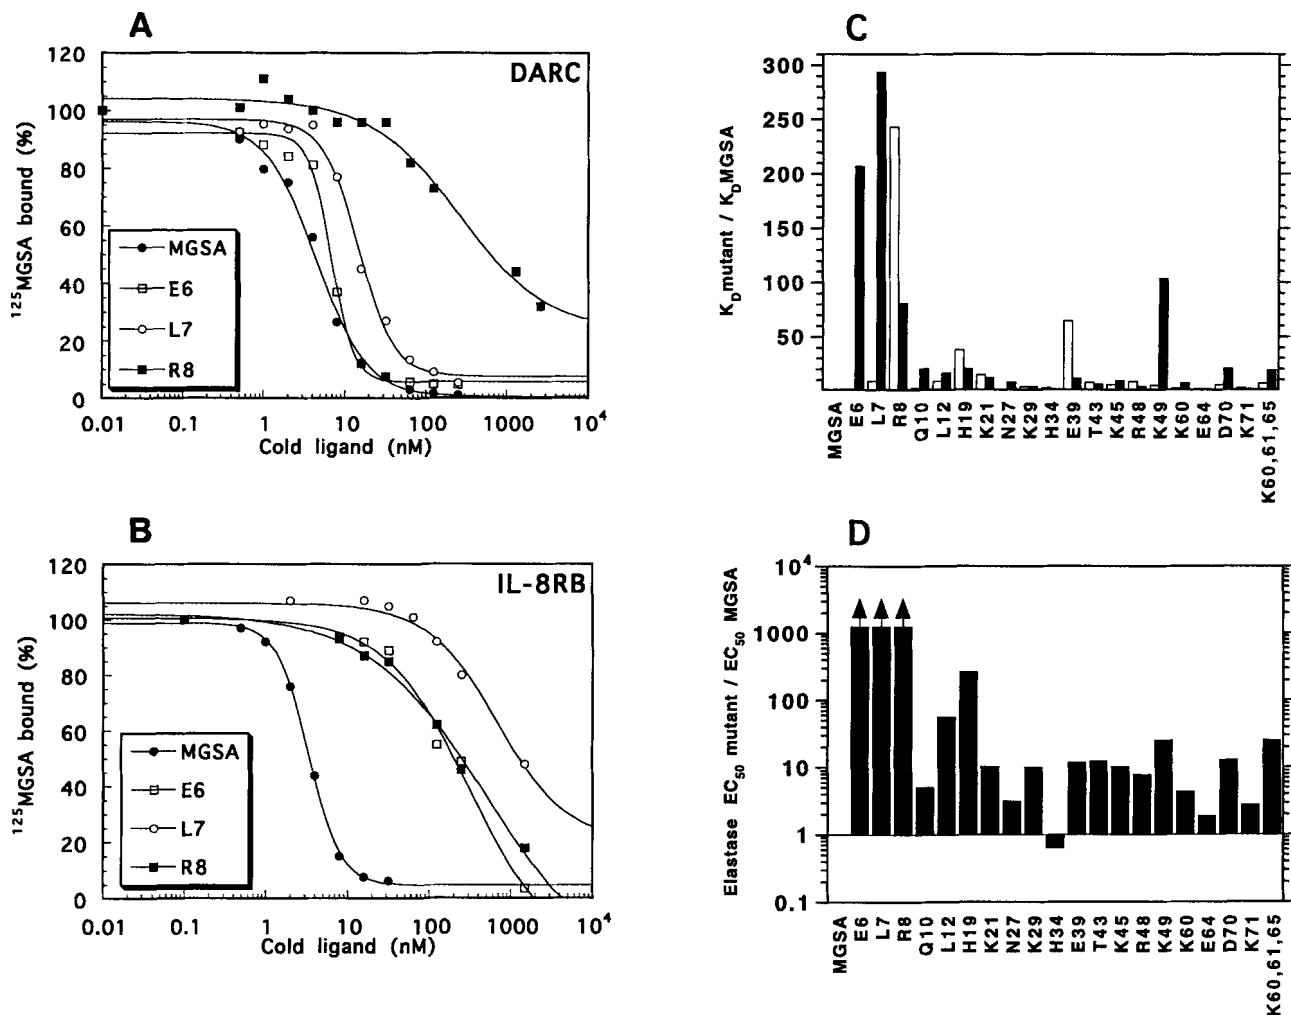 A
DARC
120
100
80
60
40
20
0
¹²⁵MGSA bound (%)
MGSA
E6
L7
R8
0.01 0.1 1 10 100 1000 10⁴
Cold ligand (nM)
B
IL-8RB
120
100
80
60
40
20
0
¹²⁵MGSA bound (%)
MGSA
E6
L7
R8
0.01 0.1 1 10 100 1000 10⁴
Cold ligand (nM)
C
300
250
200
150
100
50
K_D mutant / K_D MGSA
MGSA
E6
L7
R8
Q10
L12
H19
K21
N27
K29
H34
E39
T43
K45
R48
K49
K60
E64
D70
K71
K60,61,65
D
10⁴
1000
100
10
1
0.1
Elastase EC₅₀ mutant / EC₅₀ MGSA
MGSA
E6
L7
R8
Q10
L12
H19
K21
N27
K29
H34
E39
T43
K45
R48
K49
K60
E64
D70
K71
K60,61,65